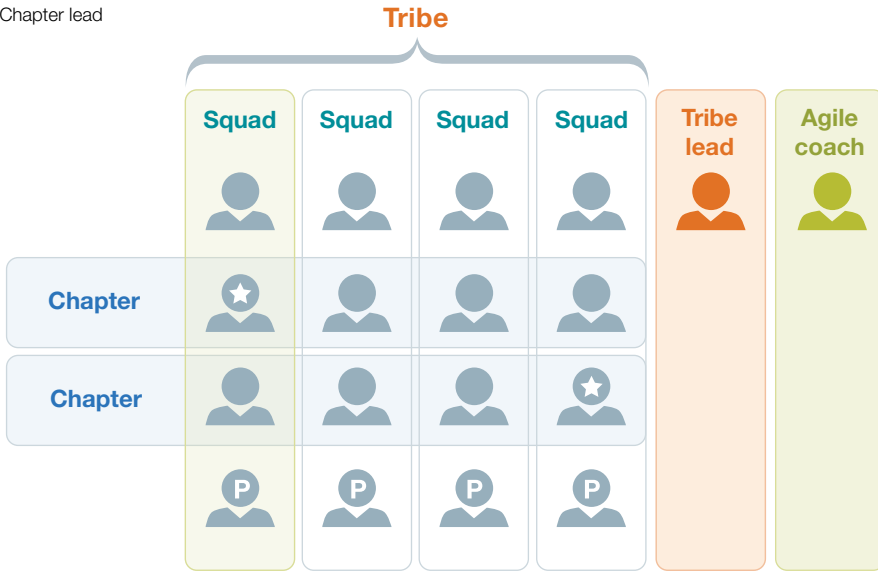 Chapter lead
Tribe
Squad
Squad
Squad
Squad
Tribe
lead
Agile
coach
Chapter
Chapter
P
P
P
P